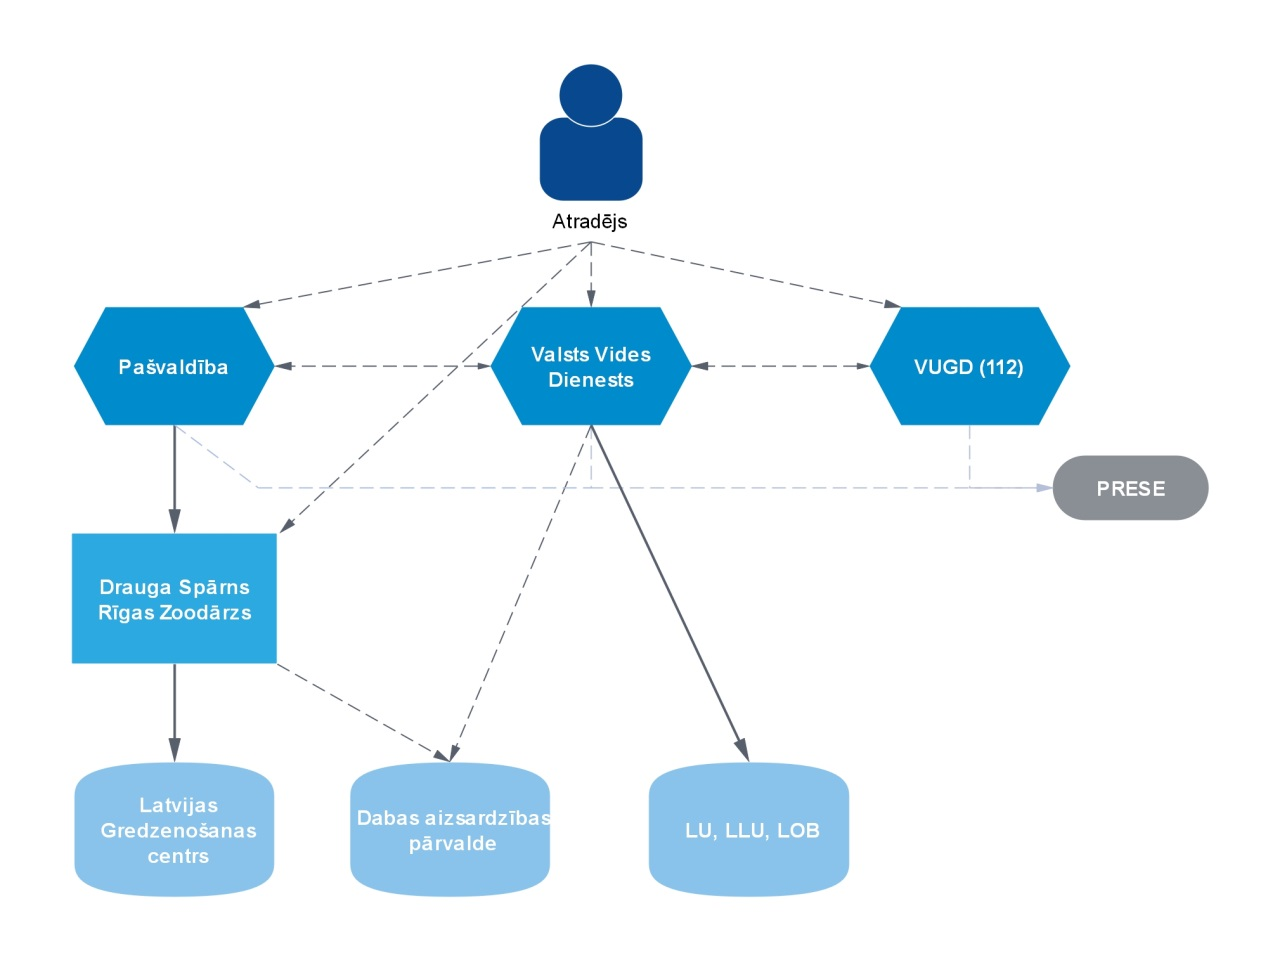 Atradējs
Pašvaldība
Valsts Vides
Dienests
VUGD (112)
PRESE
Drauga Spārns
Rīgas Zoodārzs
Latvijas
Gredzenošanas
centrs
Dabas aizsardzības
pārvalde
LU, LLU, LOB